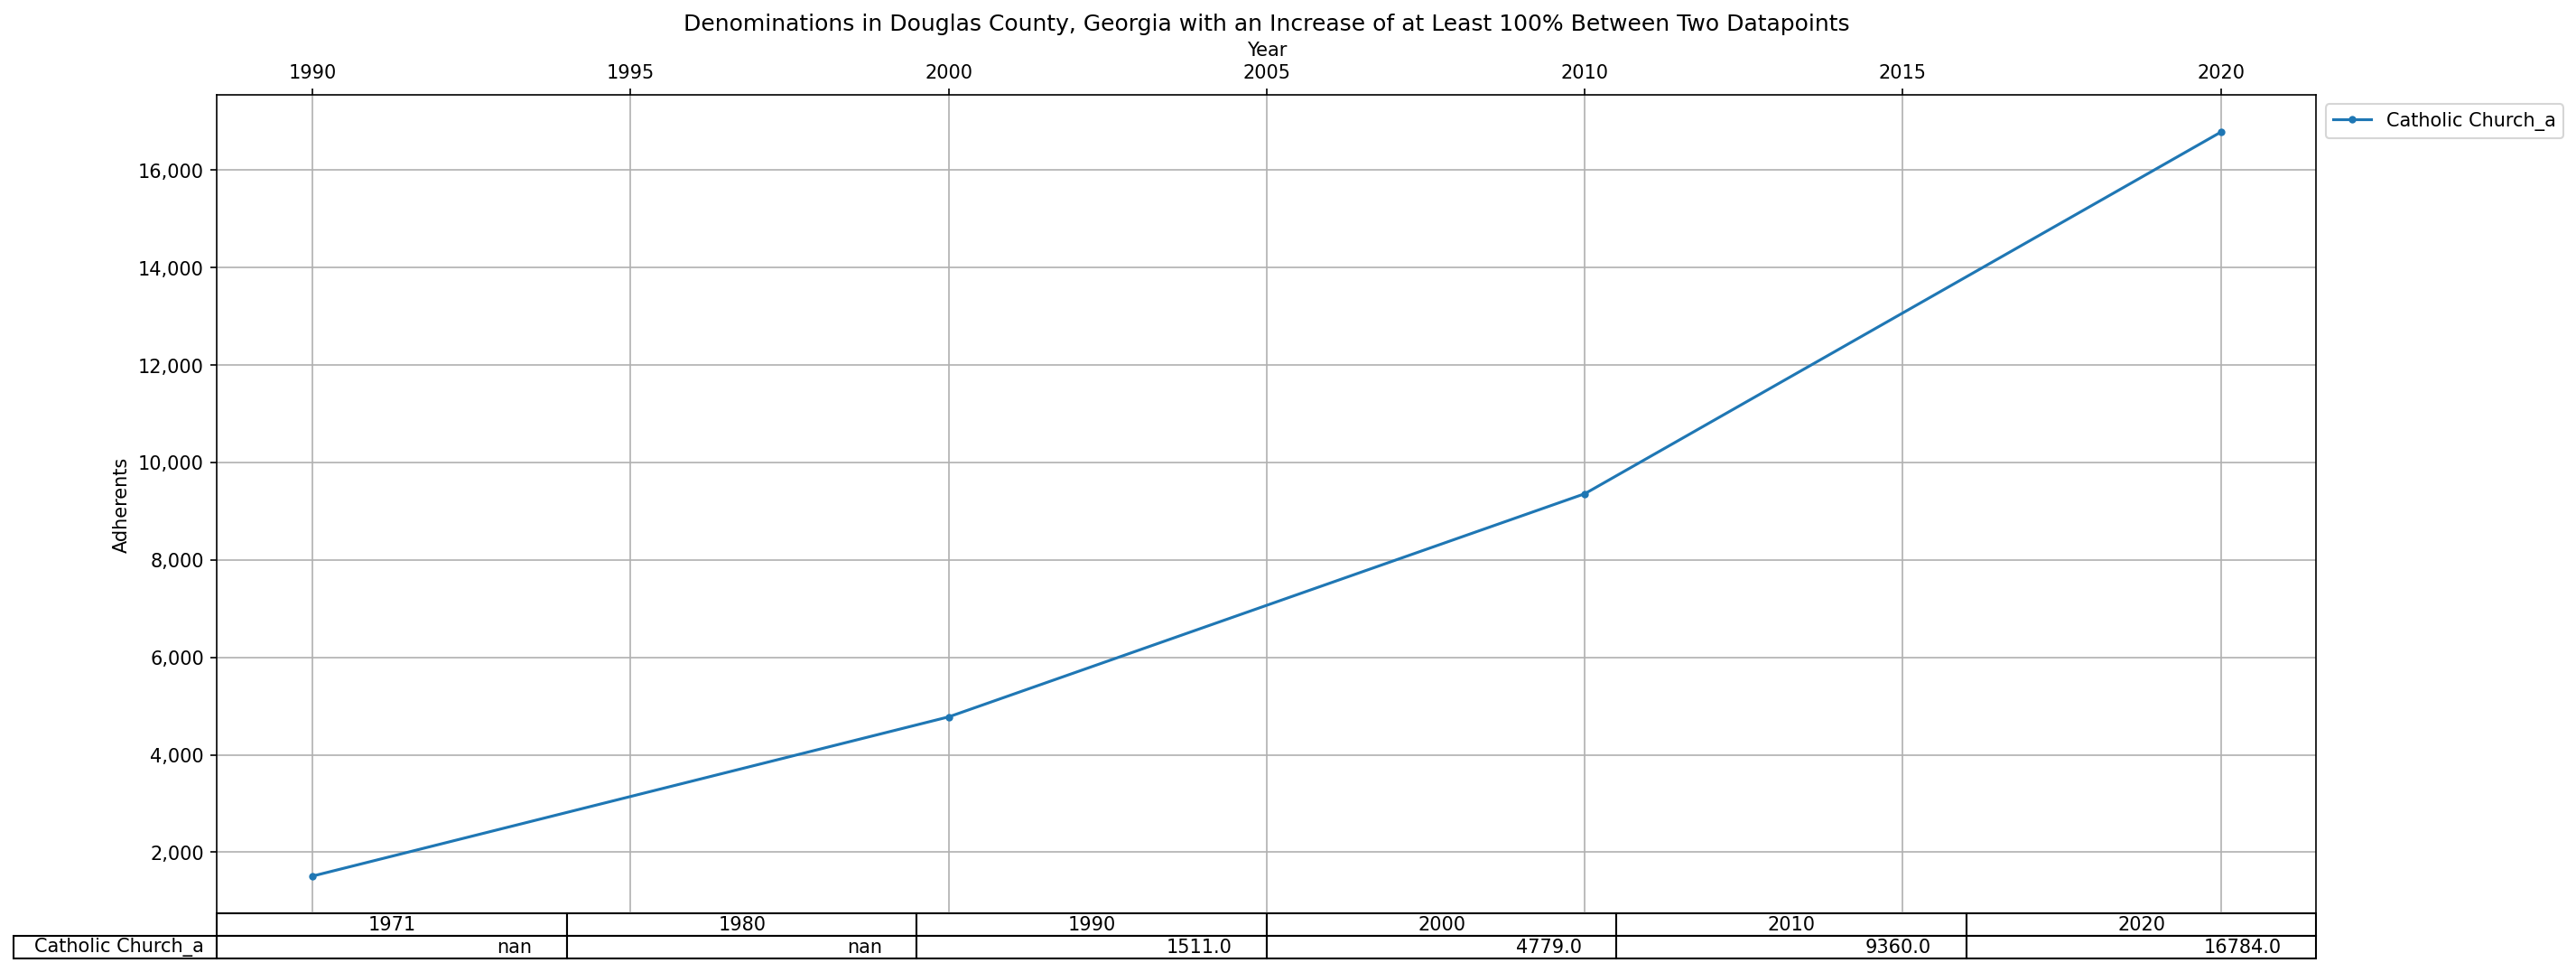 Denominations in Douglas County, Georgia with an Increase of at Least 100% Between Two Datapoints
Year
1990 1995 2000 2005 2010 2015 2020
Catholic Church_a
16,000
14,000
12,000
10,000
Adherents
8,000
6,000
4,000
2,000
1971 1980 1990 2000 2010 2020
Catholic Church_a nan nan 1511.0 4779.0 9360.0 16784.0